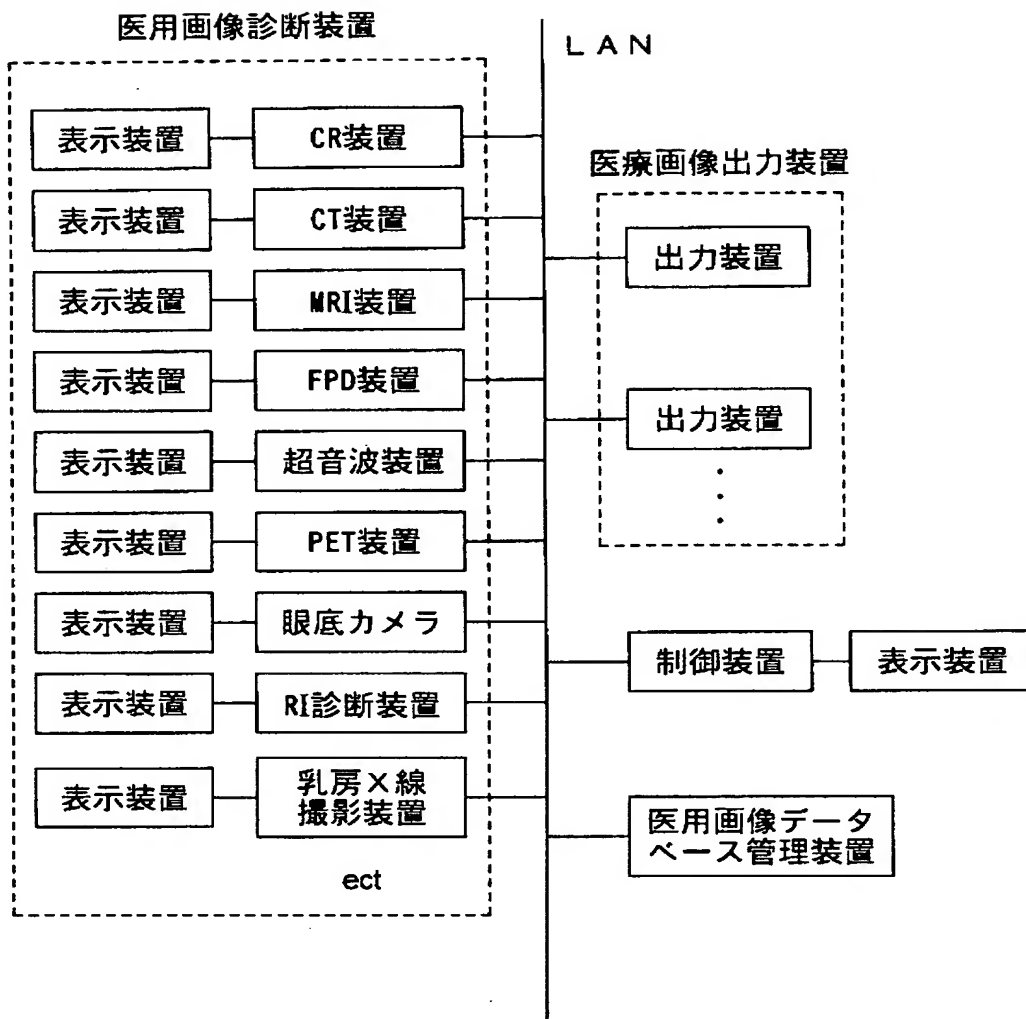 医用画像診断装置
LAN
表示装置
CR装置
表示装置
CT装置
表示装置
MRI装置
表示装置
FPD装置
表示装置
超音波装置
表示装置
PET装置
表示装置
眼底カメラ
表示装置
RI診断装置
表示装置
乳房X線
撮影装置
ect
医療画像出力装置
出力装置
出力装置
制御装置
表示装置
医用画像データ
ベース管理装置